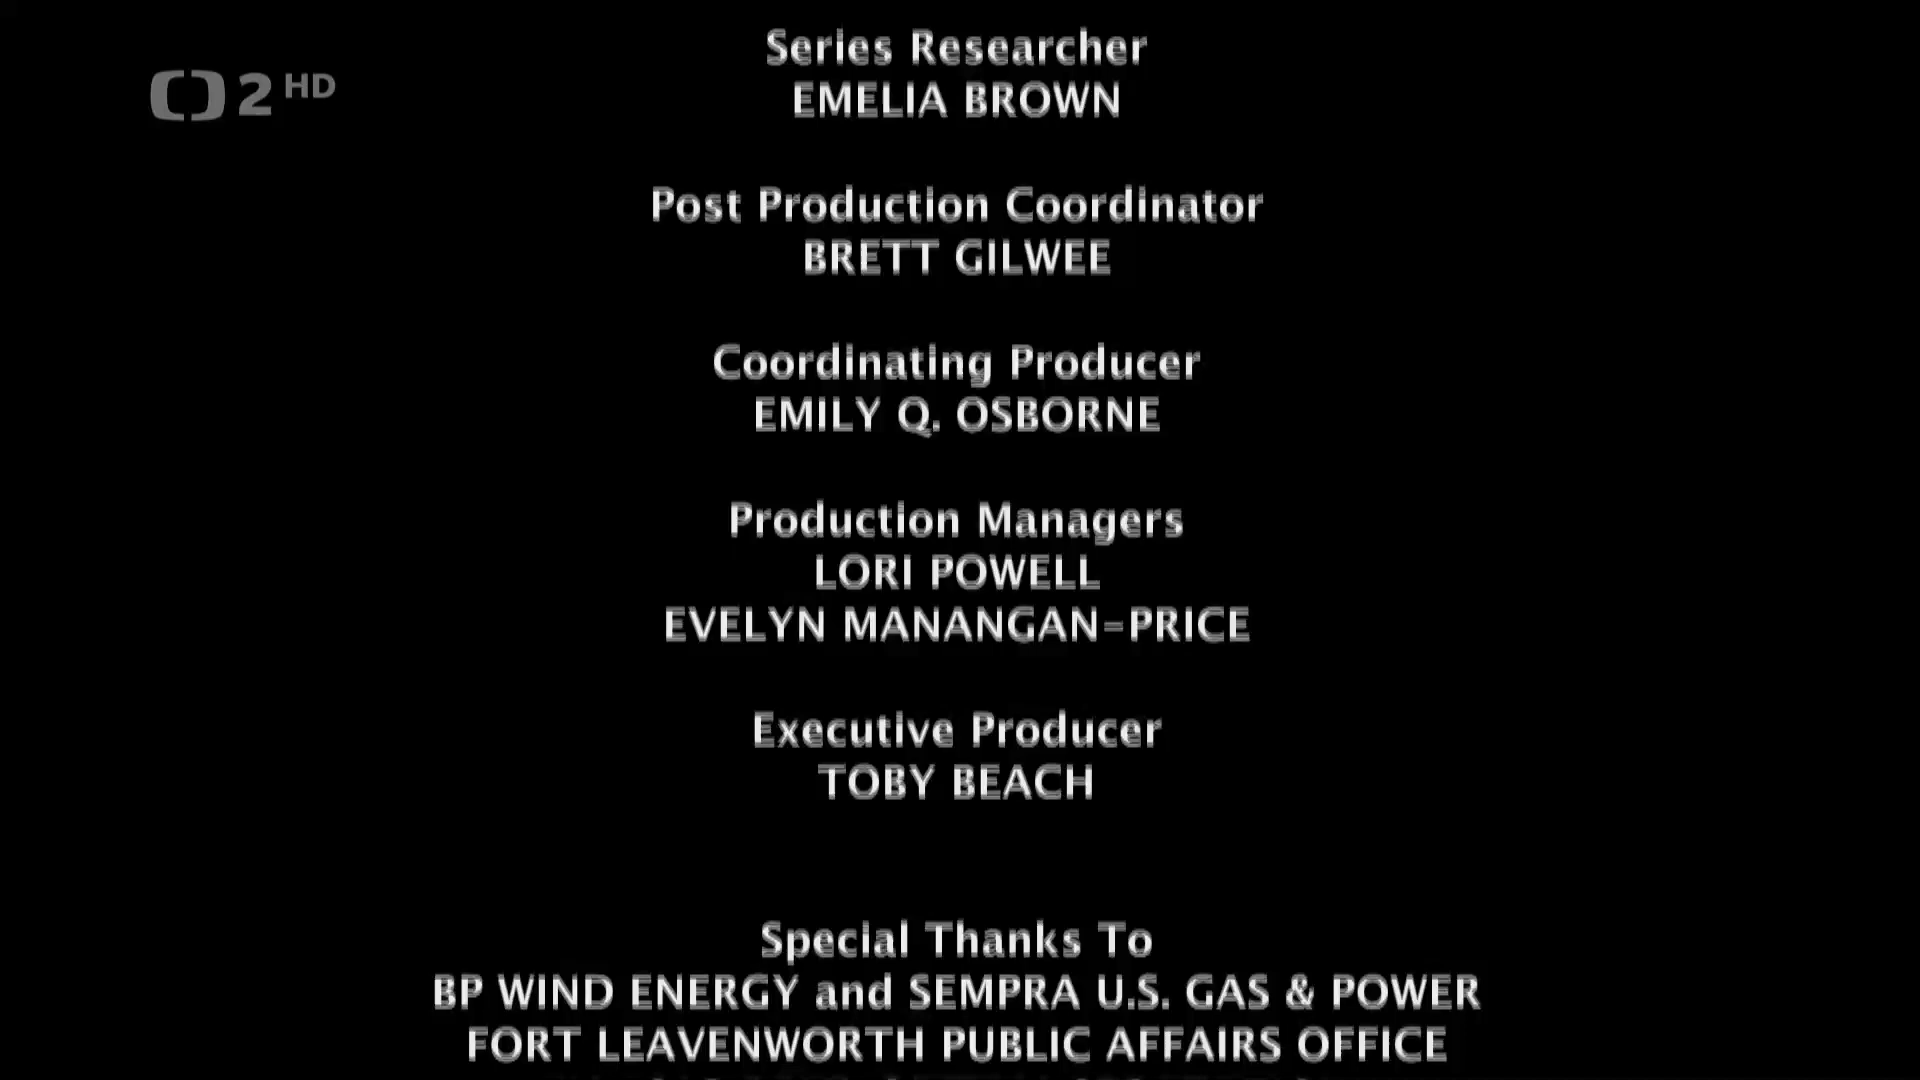 Series Researcher
EMELIA BROWN
2 HD
Post Production Coordinator
BRETT GILWEE
Coordinating Producer
EMILY Q. OSBORNE
Production Managers
LORI POWELL
EVELYN MANANGAN-PRICE
Executive Producer
TOBY BEACH
Special Thanks To
BP WIND ENERGY and SEMPRA U.S. GAS & POWER
FORT LEAVENWORTH PUBLIC AFFAIRS OFFICE